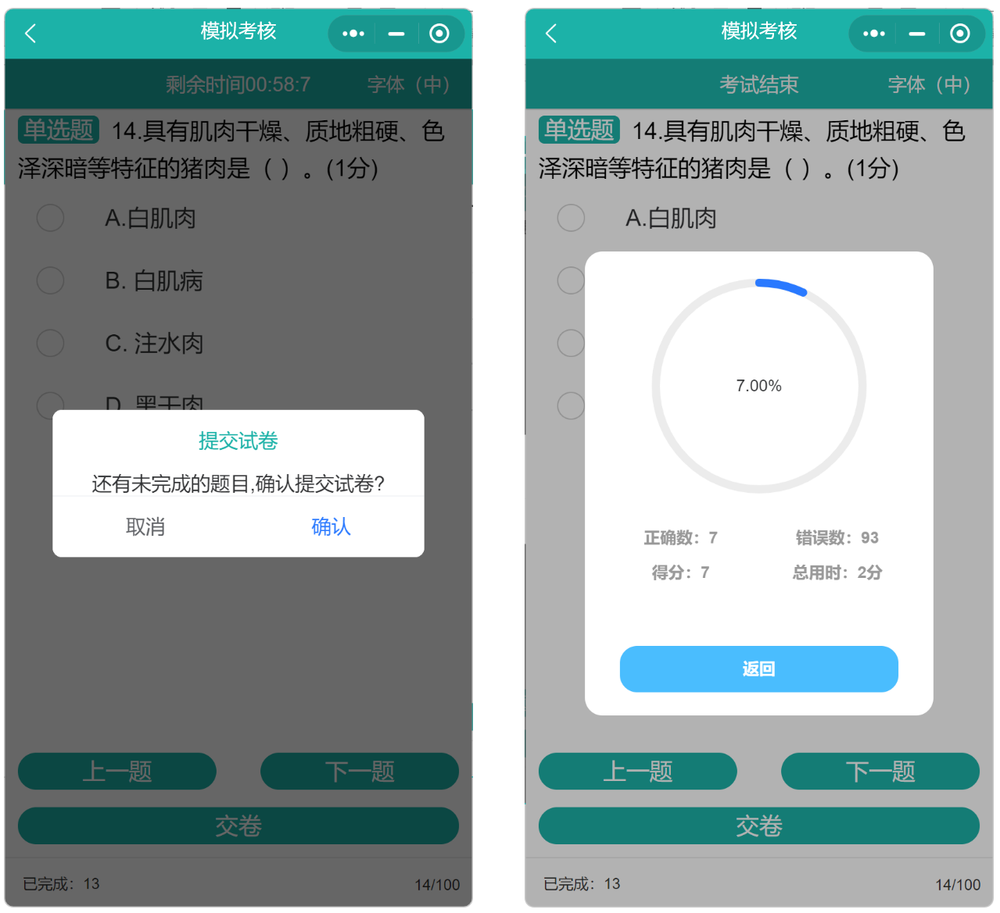 模拟考核
剩余时间00:58:7
字体（中）
单选题 14.具有肌肉干燥、质地粗硬、色
泽深暗等特征的猪肉是（ ）。(1分)
A.白肌肉
B. 白肌病
C. 注水肉
D. 黑干肉
提交试卷
还有未完成的题目,确认提交试卷?
取消
确认
上一题
下一题
交卷
已完成：13
14/100
模拟考核
考试结束
字体（中）
单选题 14.具有肌肉干燥、质地粗硬、色
泽深暗等特征的猪肉是（ ）。(1分)
A.白肌肉
7.00%
正确数：7
错误数：93
得分：7
总用时：2分
返回
上一题
下一题
交卷
已完成：13
14/100